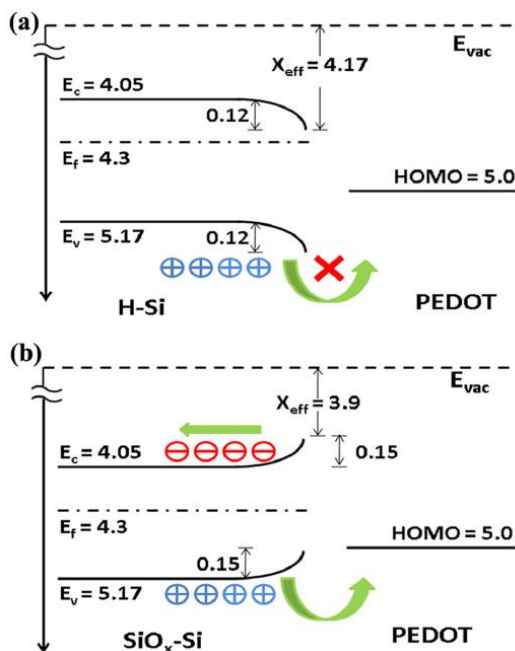 (a)
E_vac
X_eff = 4.17
E_c = 4.05
0.12
E_f = 4.3
HOMO = 5.0
E_v = 5.17
0.12
H-Si
PEDOT
(b)
E_vac
X_eff = 3.9
E_c = 4.05
0.15
E_f = 4.3
HOMO = 5.0
0.15
E_v = 5.17
SiO_x-Si
PEDOT